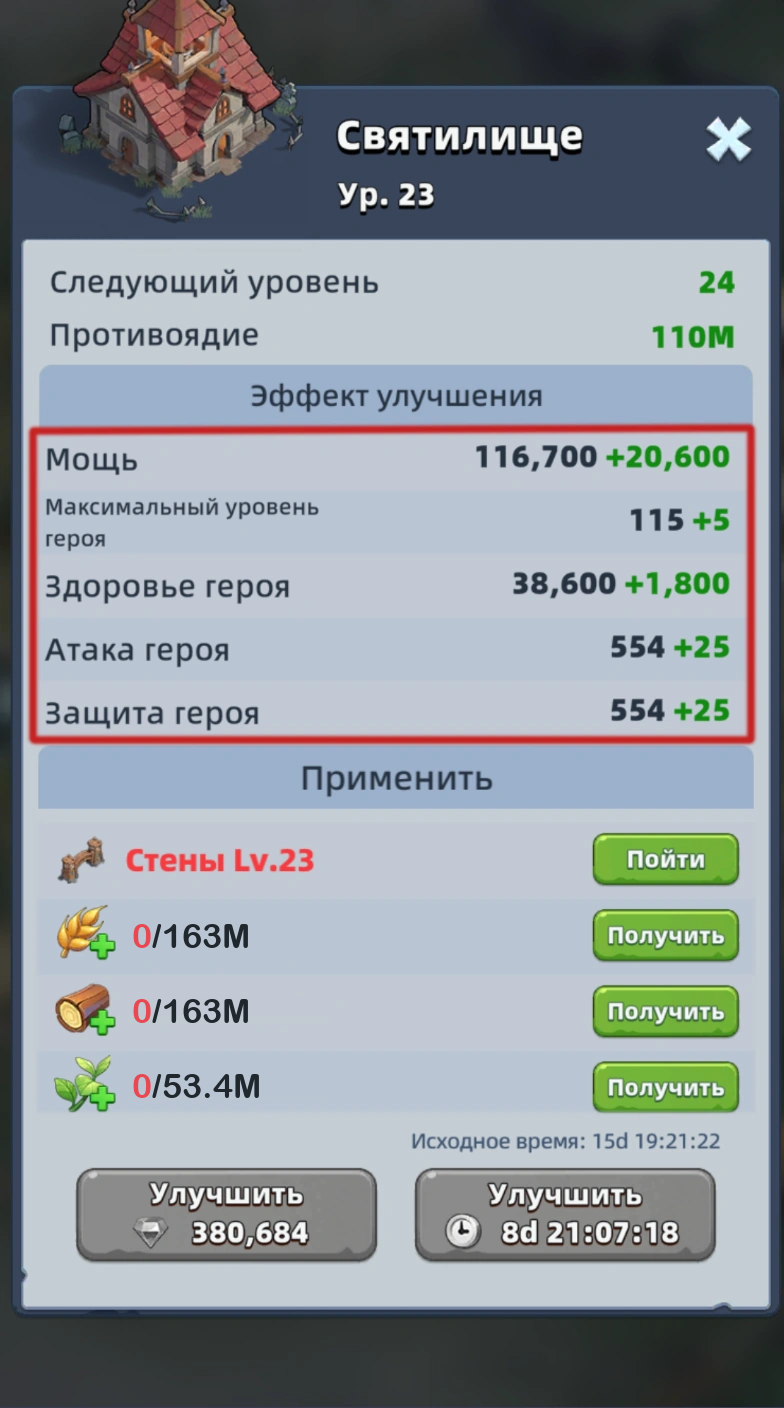 Святилище
Ур. 23
Следующий уровень 24
Противоядие 110M
Эффект улучшения
Мощь 116,700 +20,600
Максимальный уровень
героя 115 +5
Здоровье героя 38,600 +1,800
Атака героя 554 +25
Защита героя 554 +25
Применить
Стены Lv.23 Пойти
0/163M Получить
0/163M Получить
0/53.4M Получить
Исходное время: 15d 19:21:22
Улучшить Улучшить
380,684 8d 21:07:18